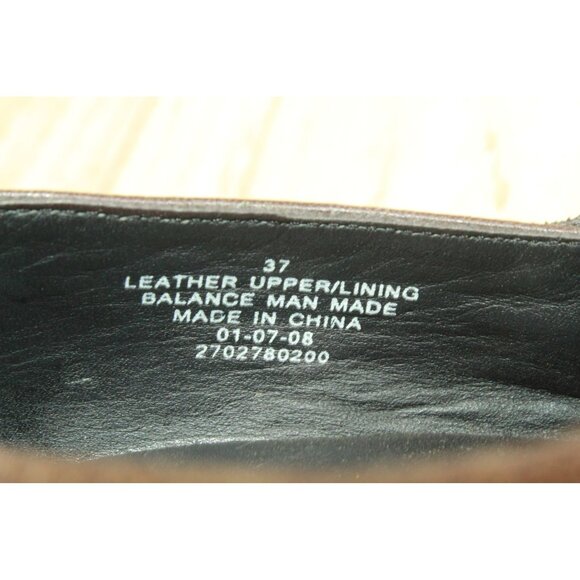 37
LEATHER UPPER/LINING
BALANCE MAN MADE
MADE IN CHINA
01-07-08
2702780200